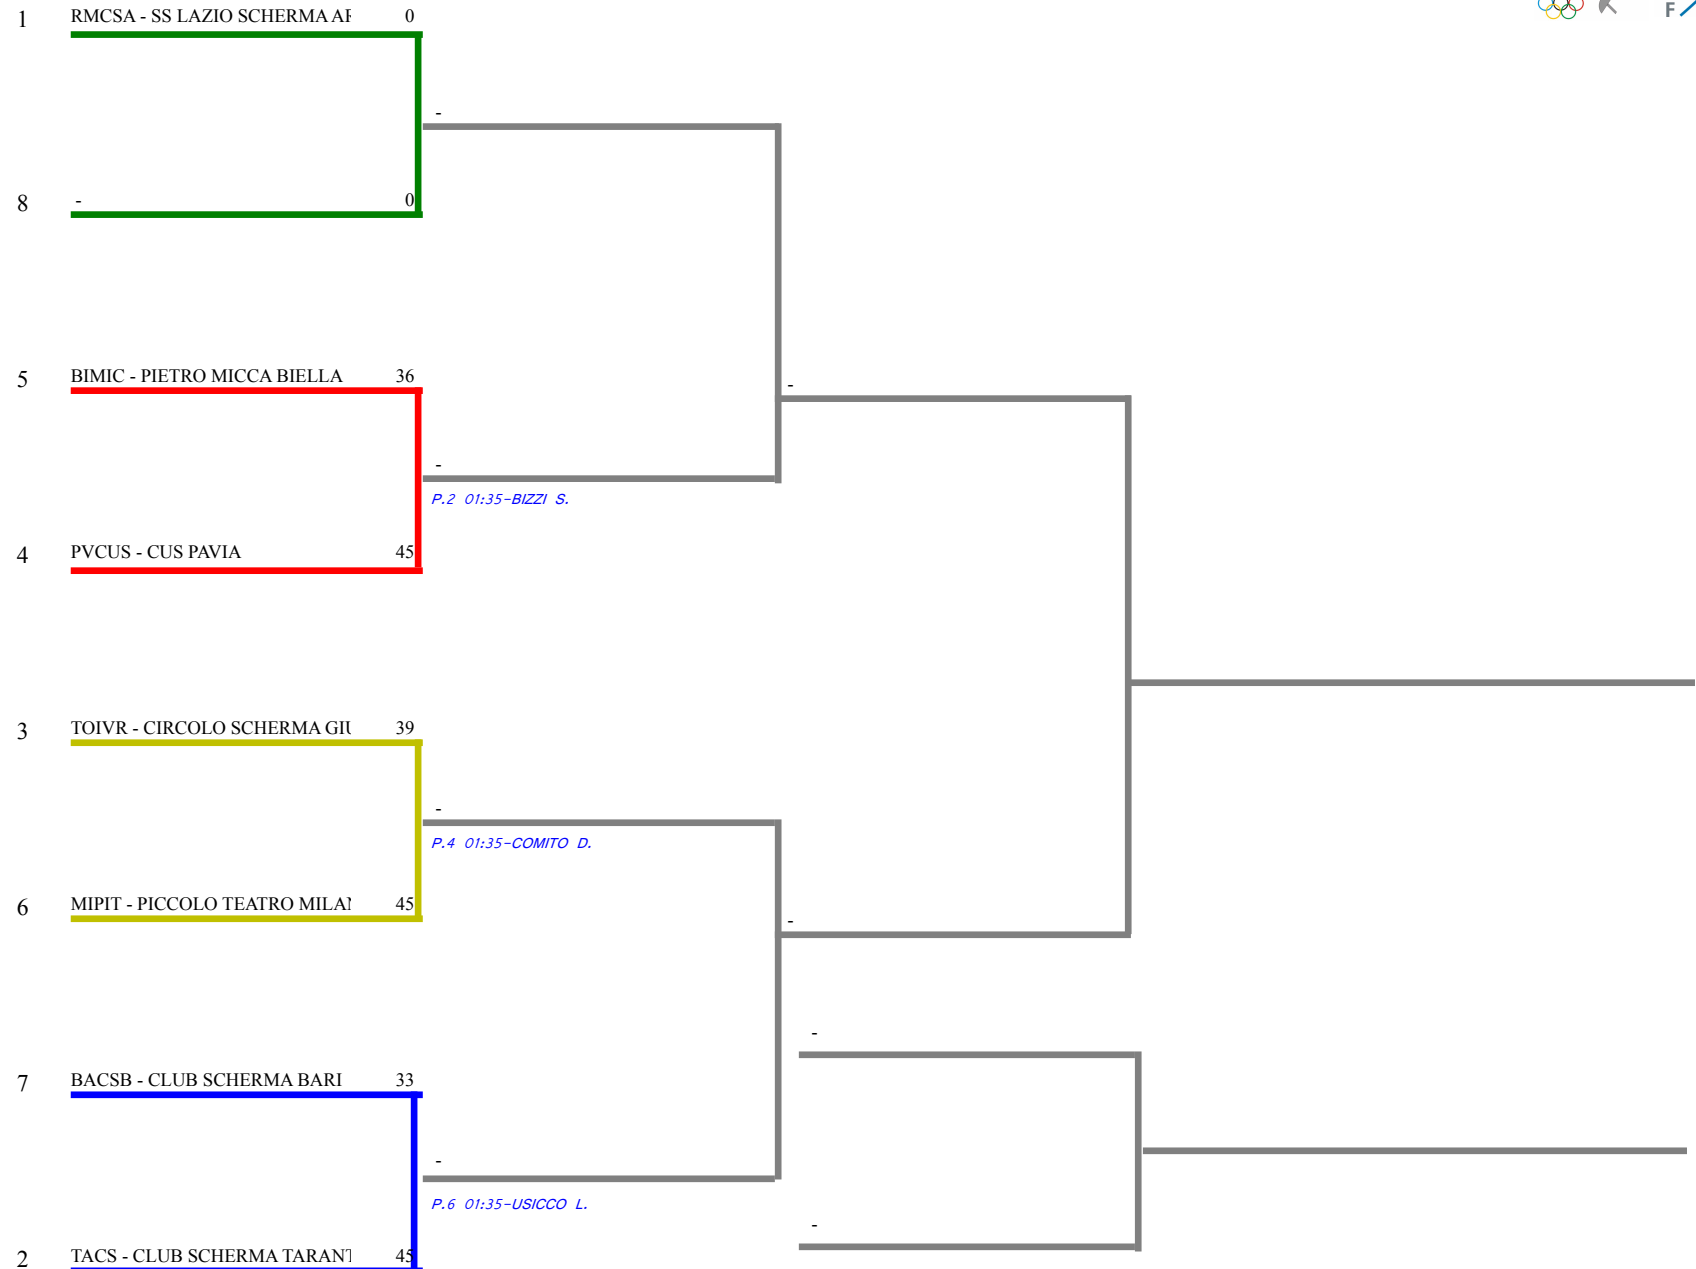 1 RMCSA - SS LAZIO SCHERMA AR 0
F
-
8 - 0
5 BIMIC - PIETRO MICCA BIELLA 36
-
-
P.2 01:35-BIZZI S.
4 PVCUS - CUS PAVIA 45
3 TOIVR - CIRCOLO SCHERMA GIU 39
-
P.4 01:35-COMITO D.
6 MIPIT - PICCOLO TEATRO MILAN 45
-
-
7 BACSB - CLUB SCHERMA BARI 33
-
P.6 01:35-USICCO L.
-
2 TACS - CLUB SCHERMA TARANT 45